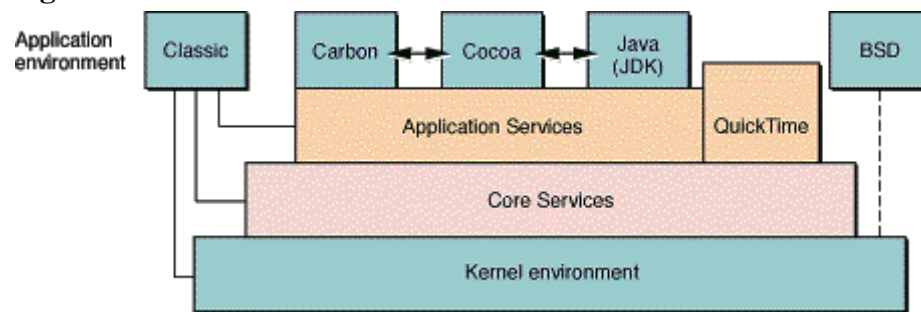 Application
environment
Classic
Carbon
Cocoa
Java
(JDK)
BSD
Application Services
QuickTime
Core Services
Kernel environment